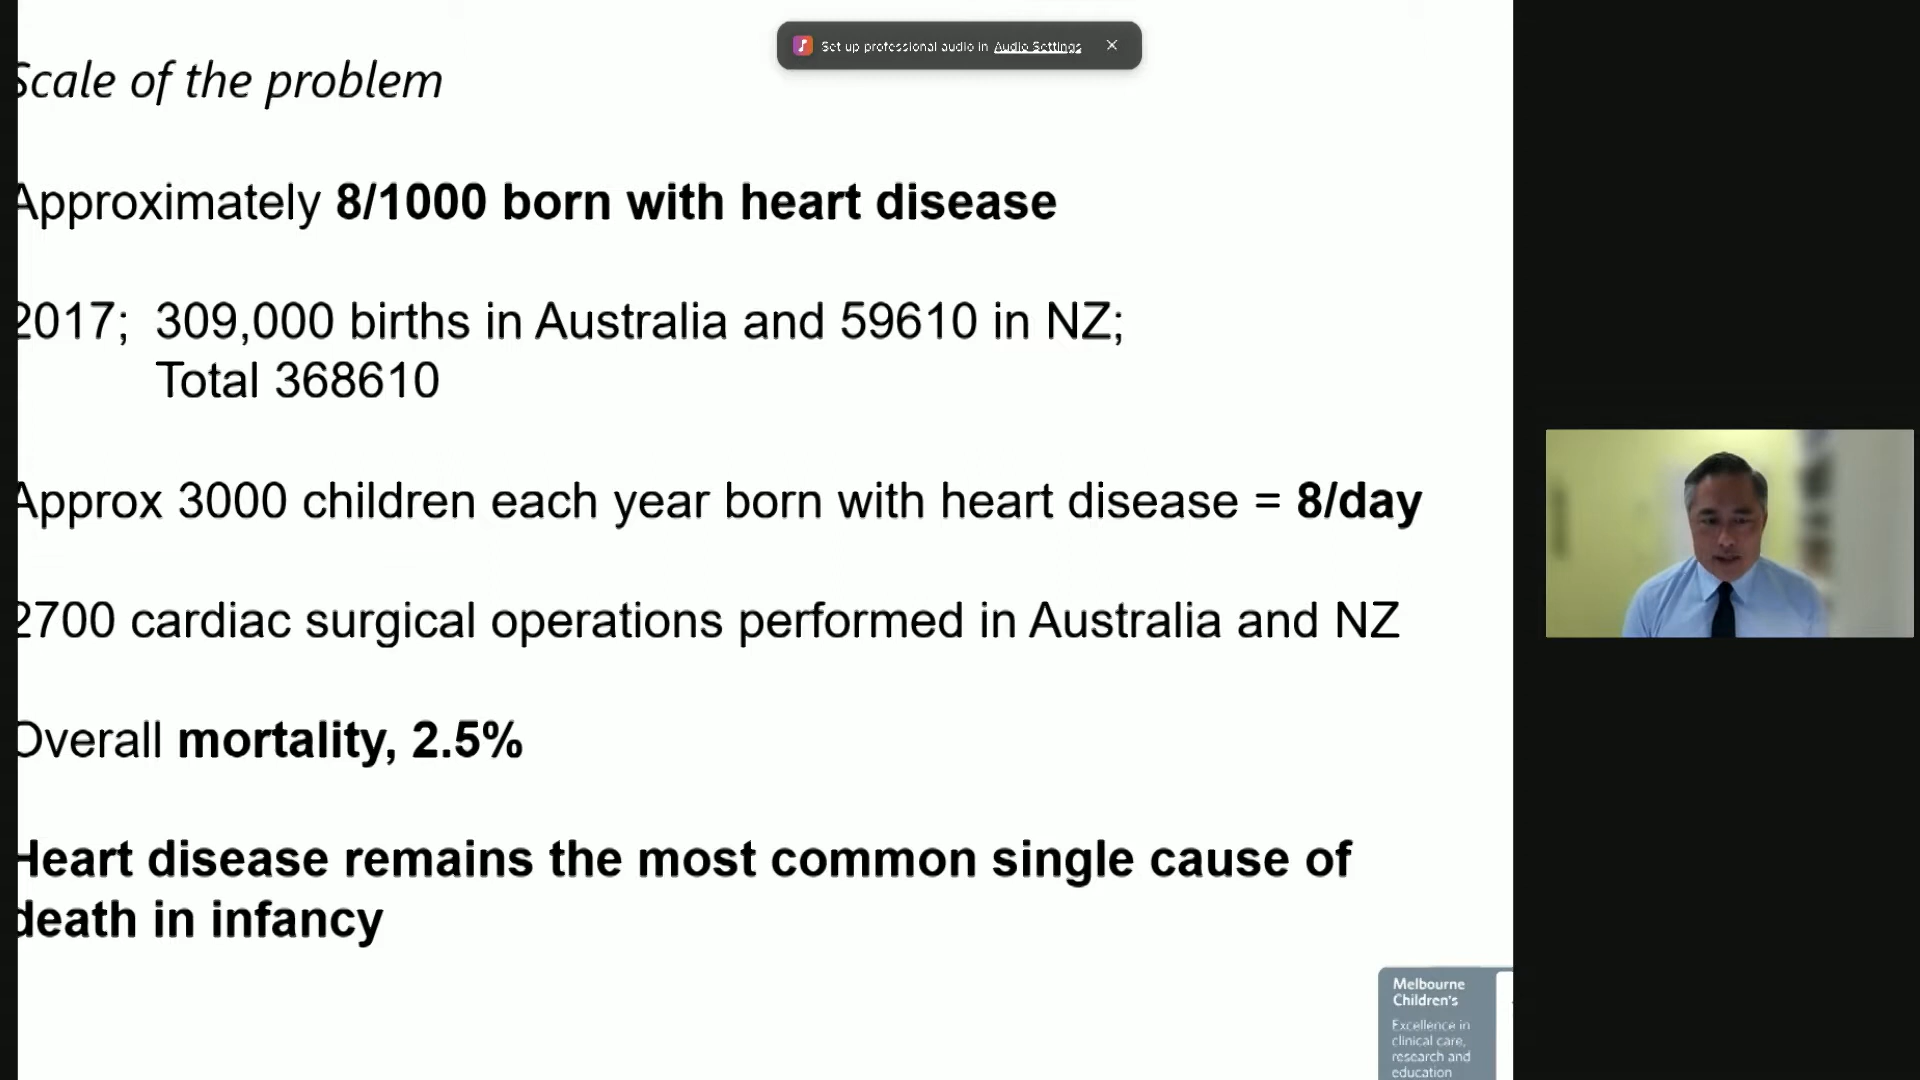 Set up professional audio in Audio Settings
Scale of the problem
Approximately 8/1000 born with heart disease
2017; 309,000 births in Australia and 59610 in NZ;
Total 368610
Approx 3000 children each year born with heart disease = 8/day
2700 cardiac surgical operations performed in Australia and NZ
Overall mortality, 2.5%
Heart disease remains the most common single cause of
death in infancy
Melbourne
Children's
Excellence in
clinical care,
research and
education